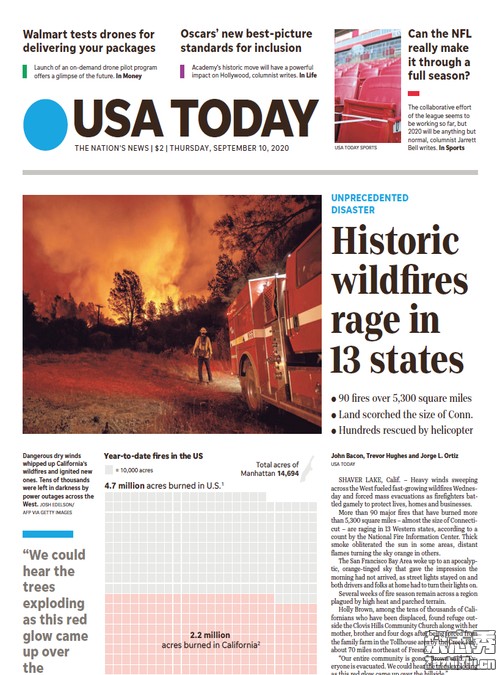 Walmart tests drones for
delivering your packages
Launch of an on-demand drone pilot program
offers a glimpse of the future. In Money
Oscars’ new best-picture
standards for inclusion
Academy’s historic move will have a powerful
impact on Hollywood, columnist writes. In Life
USA TODAY SPORTS
Can the NFL
really make
it through a
full season?
The collaborative effort
of the league seems to
be working so far, but
2020 will be anything but
normal, columnist Jarrett
Bell writes. In Sports
USA TODAY
THE NATION'S NEWS | $2 | THURSDAY, SEPTEMBER 10, 2020
UNPRECEDENTED
DISASTER
Historic
wildfires
rage in
13 states
● 90 fires over 5,300 square miles
● Land scorched the size of Conn.
● Hundreds rescued by helicopter
Dangerous dry winds
whipped up California’s
wildfires and ignited new
ones. Tens of thousands
were left in darkness by
power outages across the
West. JOSH EDELSON/
AFP VIA GETTY IMAGES
“We could
hear the
trees
exploding
as this red
glow came
up over
the
Year-to-date fires in the US
= 10,000 acres
Total acres of
Manhattan 14,694
4.7 million acres burned in U.S.¹
2.2 million
acres burned in California²
John Bacon, Trevor Hughes and Jorge L. Ortiz
USA TODAY
SHAVER LAKE, Calif. – Heavy winds sweeping
across the West fueled fast-growing wildfires Wednes-
day and forced mass evacuations as firefighters bat-
tled gamely to protect lives, homes and businesses.
More than 90 major fires that have burned more
than 5,300 square miles – almost the size of Connecti-
cut – are raging in 13 Western states, according to a
count by the National Fire Information Center. Thick
smoke obliterated the sun in some areas, distant
flames turning the sky orange in others.
The San Francisco Bay Area woke up to an apocalyp-
tic, orange-tinged sky that gave the impression the
morning had not arrived, as street lights stayed on and
both drivers and folks at home had to turn their lights on.
Several weeks of fire season remain across a region
plagued by high heat and parched terrain.
Holly Brown, among the tens of thousands of Cali-
fornians who have been displaced, found refuge out-
side the Clovis Hills Community Church along with her
mother, brother and four dogs after being forced from
the family farm in the Tollhouse area by the Creek Fire,
about 70 miles northeast of Fresno.
“Our entire community is gone,” Brown said. “Ev-
eryone is evacuated. We could hear the trees exploding